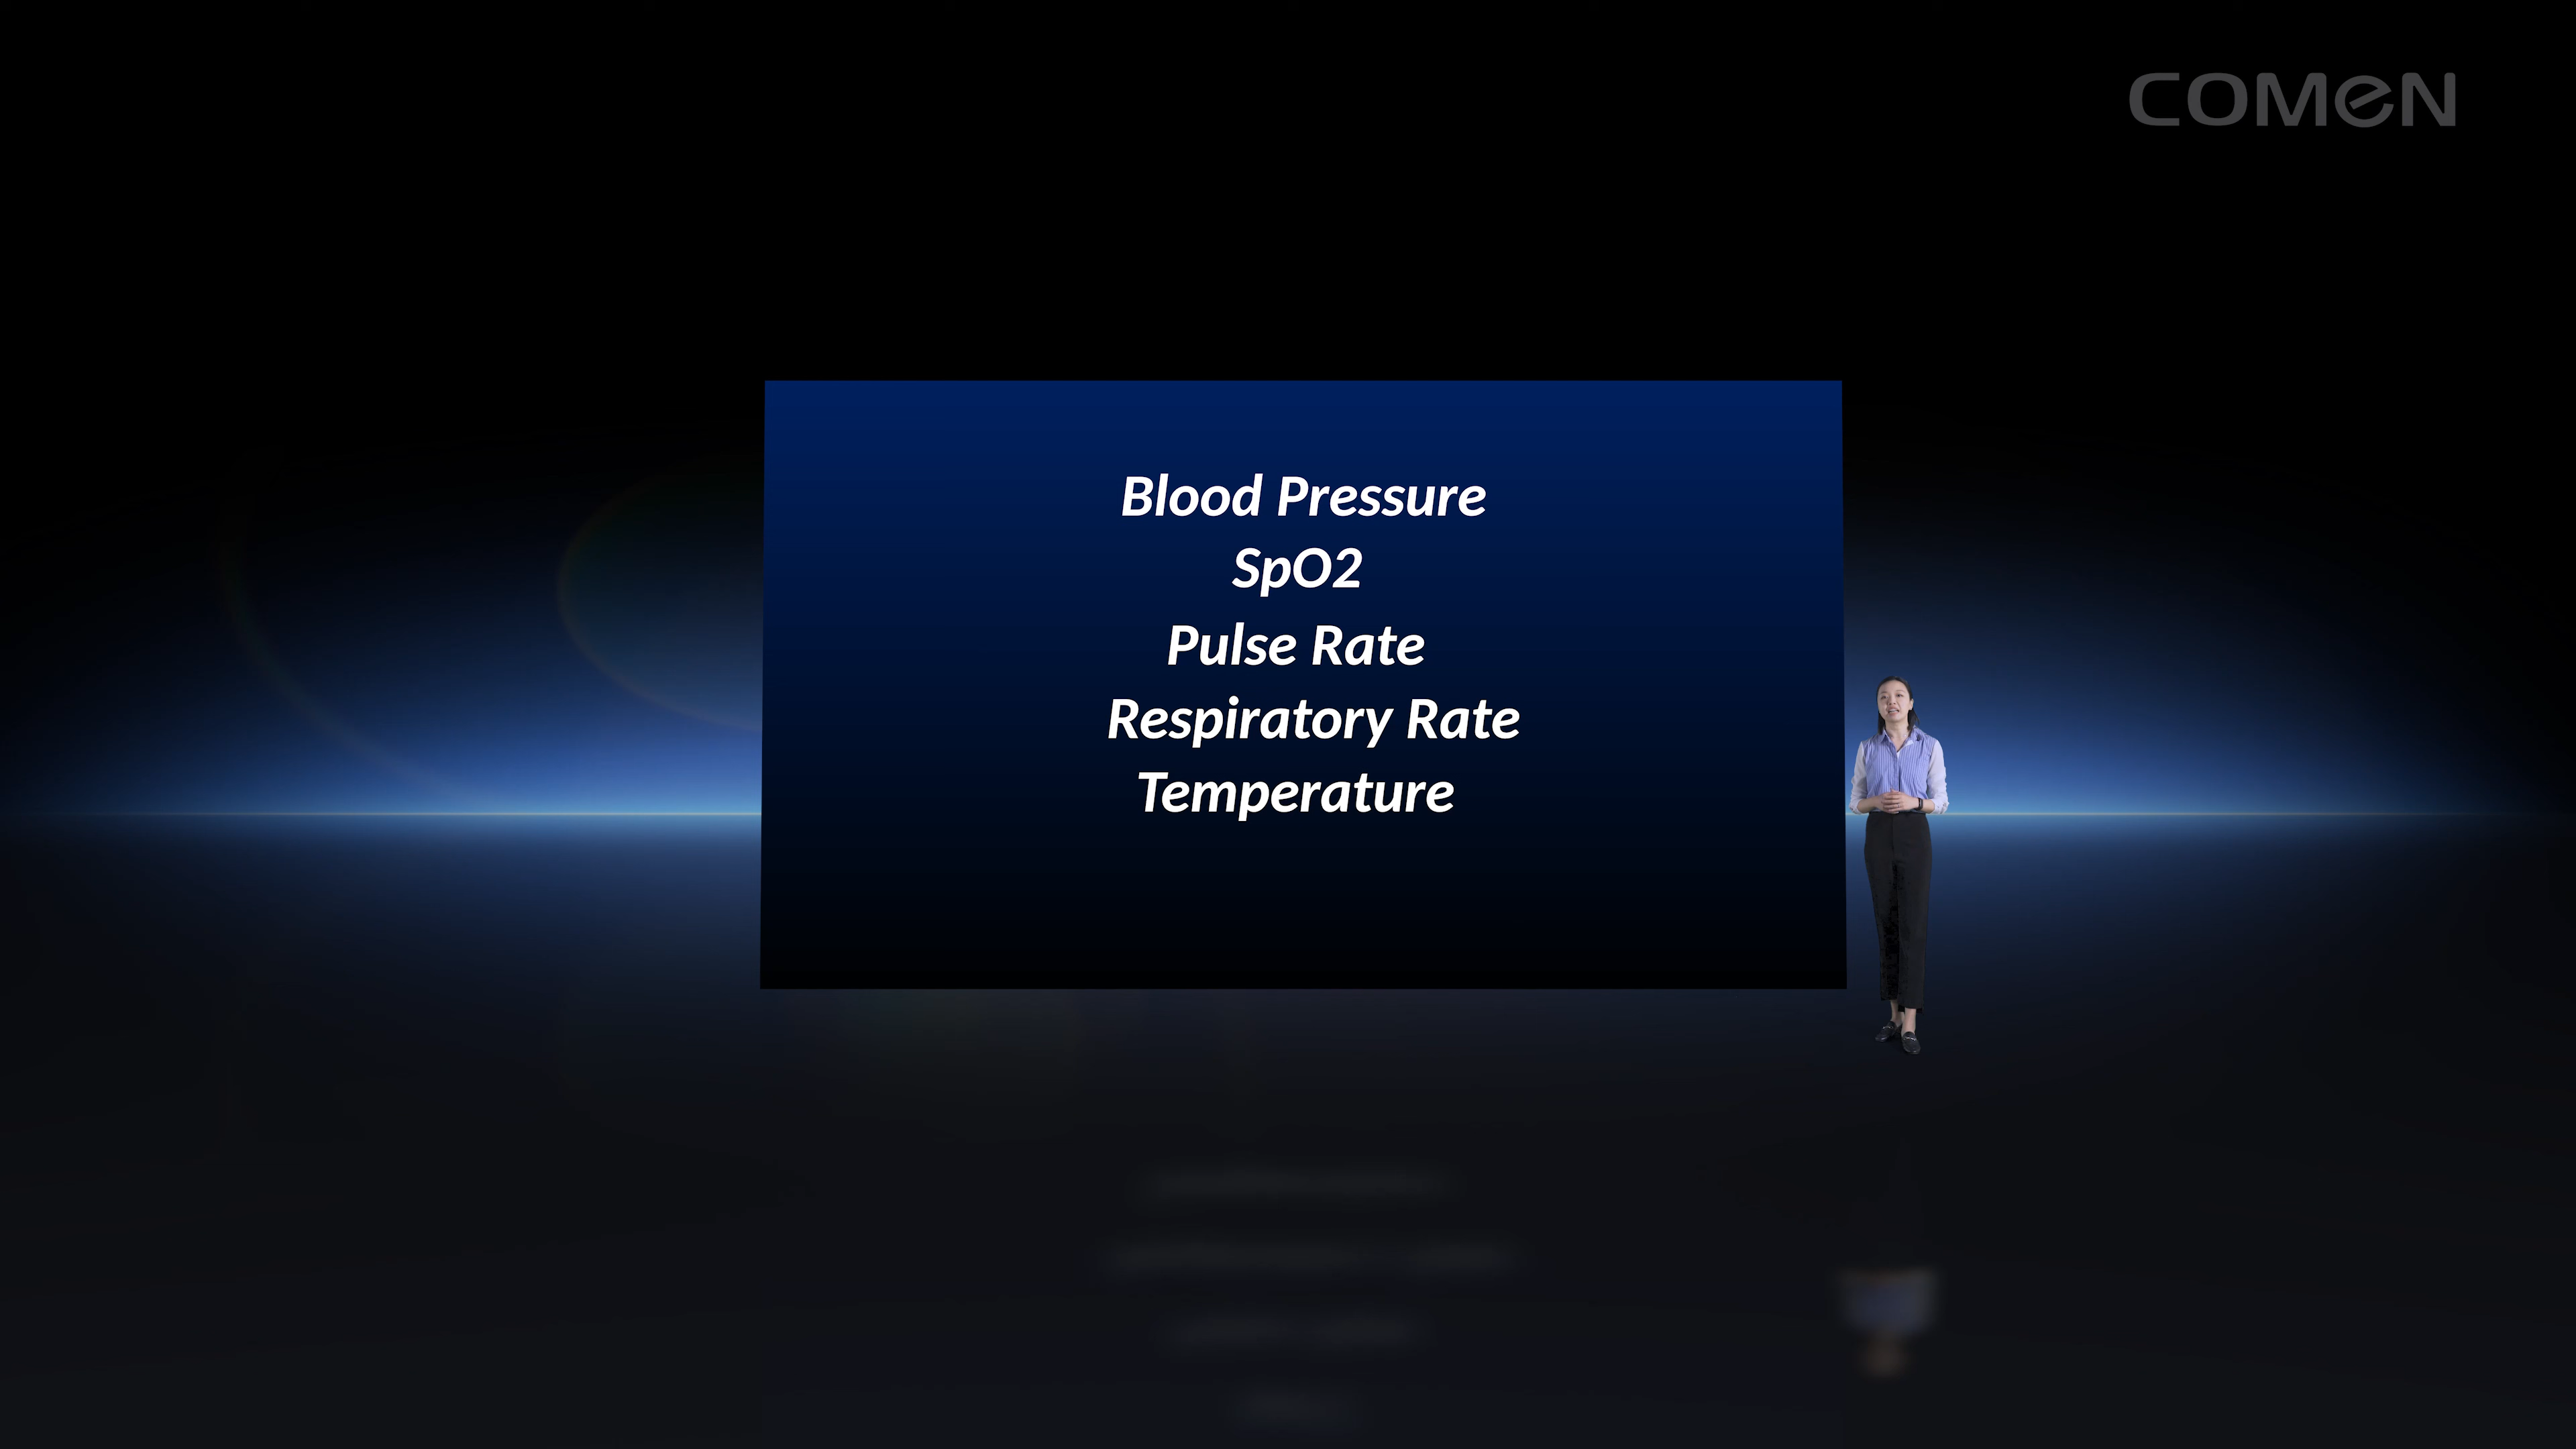 COMEN
Blood Pressure
SpO2
Pulse Rate
Respiratory Rate
Temperature